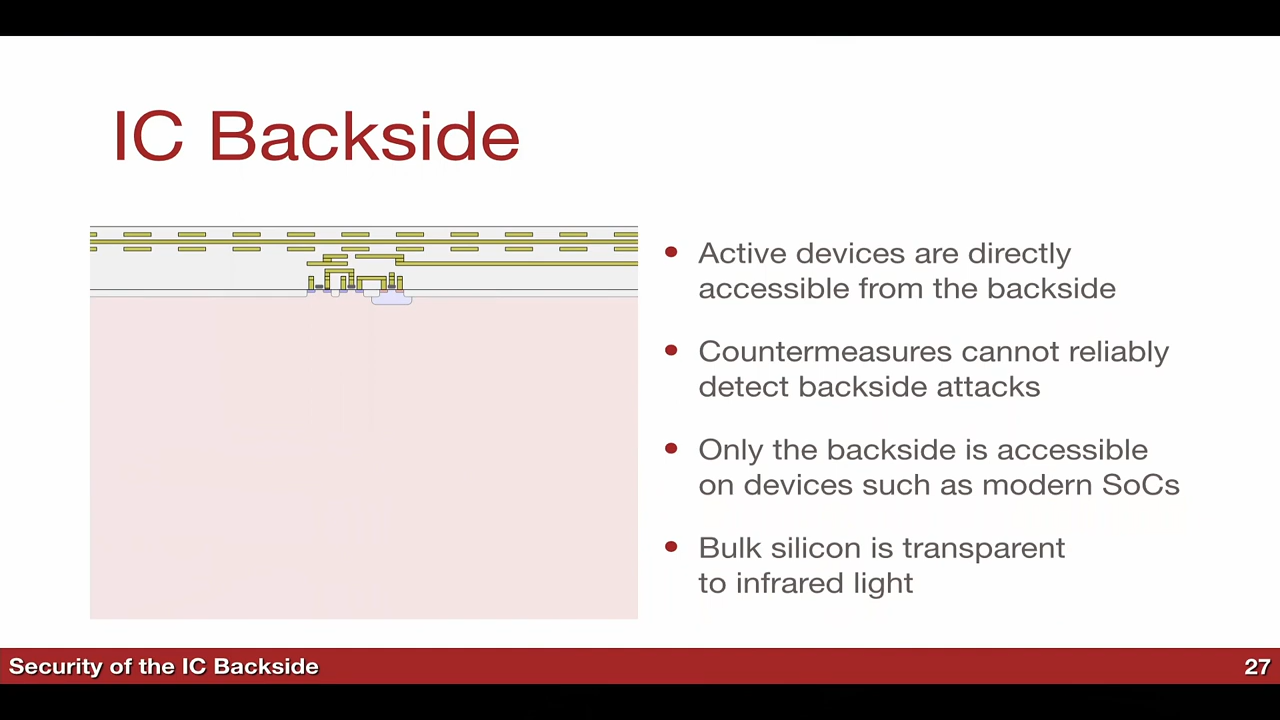 IC Backside
• Active devices are directly
accessible from the backside
• Countermeasures cannot reliably
detect backside attacks
• Only the backside is accessible
on devices such as modern SoCs
• Bulk silicon is transparent
to infrared light
Security of the IC Backside
27